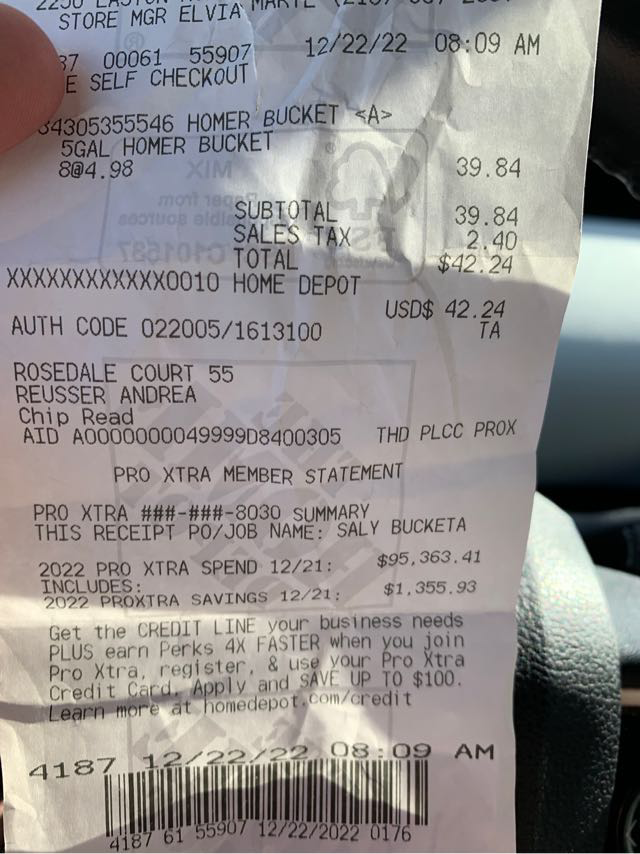 STORE MGR ELVIA
87 00061 55907 12/22/22 08:09 AM
E SELF CHECKOUT
34305355546 HOMER BUCKET <A>
5GAL HOMER BUCKET
8@4.98 39.84
SUBTOTAL 39.84
SALES TAX 2.40
TOTAL $42.24
XXXXXXXXXXXX0010 HOME DEPOT
USD$ 42.24
AUTH CODE 022005/1613100 TA
ROSEDALE COURT 55
REUSSER ANDREA
Chip Read
AID A0000000049999D8400305 THD PLCC PROX
PRO XTRA MEMBER STATEMENT
PRO XTRA ###-###-8030 SUMMARY
THIS RECEIPT PO/JOB NAME: SALY BUCKETA
2022 PRO XTRA SPEND 12/21: $95,363.41
INCLUDES:
2022 PROXTRA SAVINGS 12/21: $1,355.93
Get the CREDIT LINE your business needs
PLUS earn Perks 4X FASTER when you join
Pro Xtra, register, & use your Pro Xtra
Credit Card. Apply and SAVE UP TO $100.
Learn more at homedepot.com/credit
4187 12/22/22 08:09 AM
4187 61 55907 12/22/2022 0176